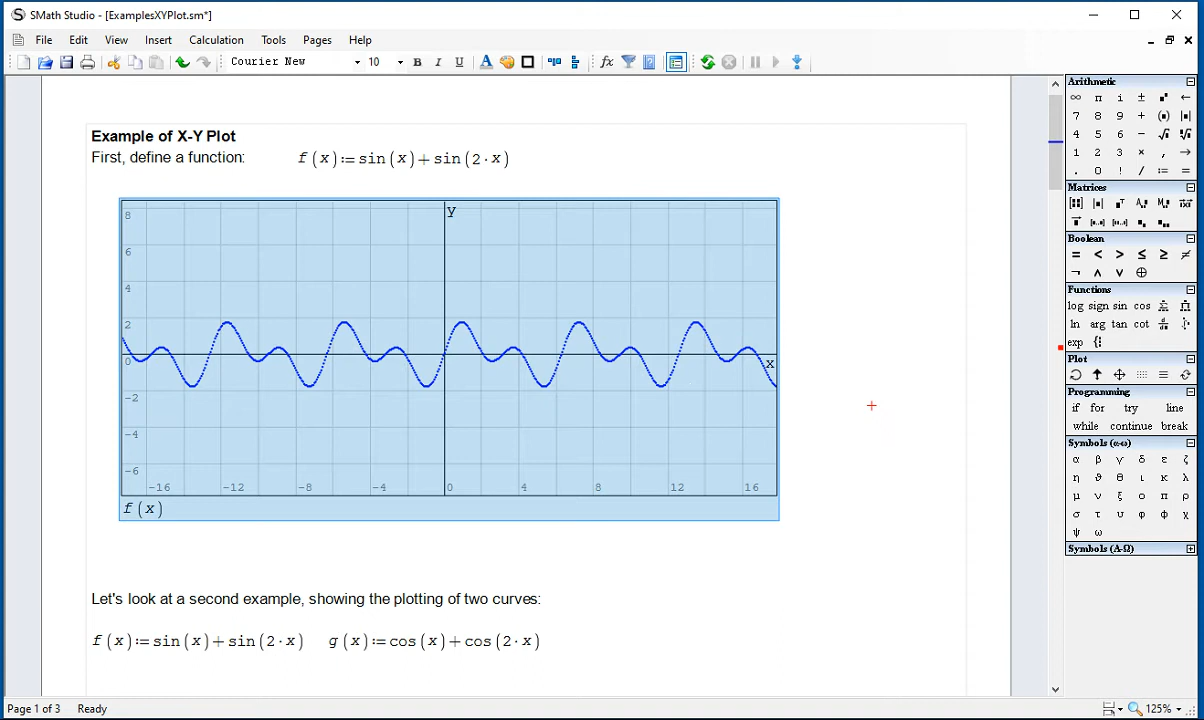 SMath Studio - [ExamplesXYPlot.sm*]
File Edit View Insert Calculation Tools Pages Help
Courier New 10 B I U fx
Example of X-Y Plot
First, define a function: f(x):=sin(x)+sin(2·x)
y
8
6
4
2
0
x
-2
-4
-6
-16 -12 -8 -4 0 4 8 12 16
f(x)
Let's look at a second example, showing the plotting of two curves:
f(x):=sin(x)+sin(2·x) g(x):=cos(x)+cos(2·x)
Arithmetic
∞ π i ±
7 8 9 +
4 5 6 −
1 2 3 × , →
. 0 ! / := =
Matrices
Boolean
= < > ≤ ≥ ≠
¬ ∧ ∨ ⊕
Functions
log sign sin cos
ln arg tan cot
exp
Plot
Programming
if for try line
while continue break
Symbols (α-ω)
α β γ δ ε ζ
η ϑ θ ι κ λ
μ ν ξ ο π ρ
σ τ υ φ ϕ χ
ψ ω
Symbols (Α-Ω)
Page 1 of 3 Ready 125%